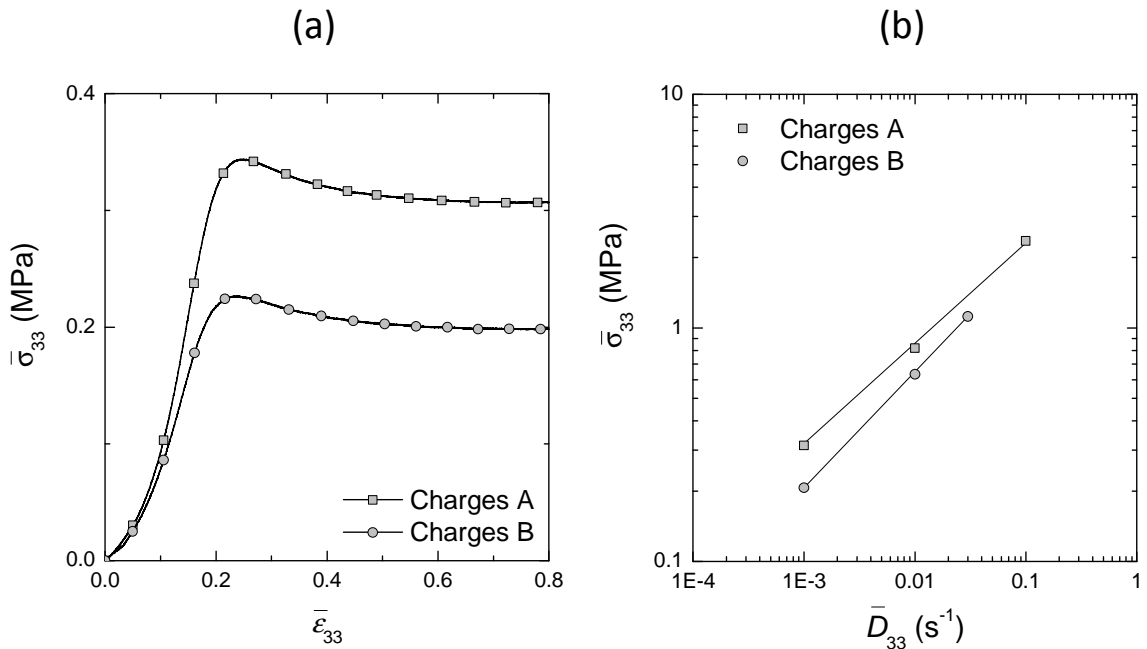 (a)
0.4
0.2
0.0
0.0
0.2
0.4
0.6
0.8
σ̅₃₃ (MPa)
ε̅₃₃
Charges A
Charges B
(b)
10
1
0.1
1E-4
1E-3
0.01
0.1
1
σ̅₃₃ (MPa)
D̅₃₃ (s⁻¹)
Charges A
Charges B